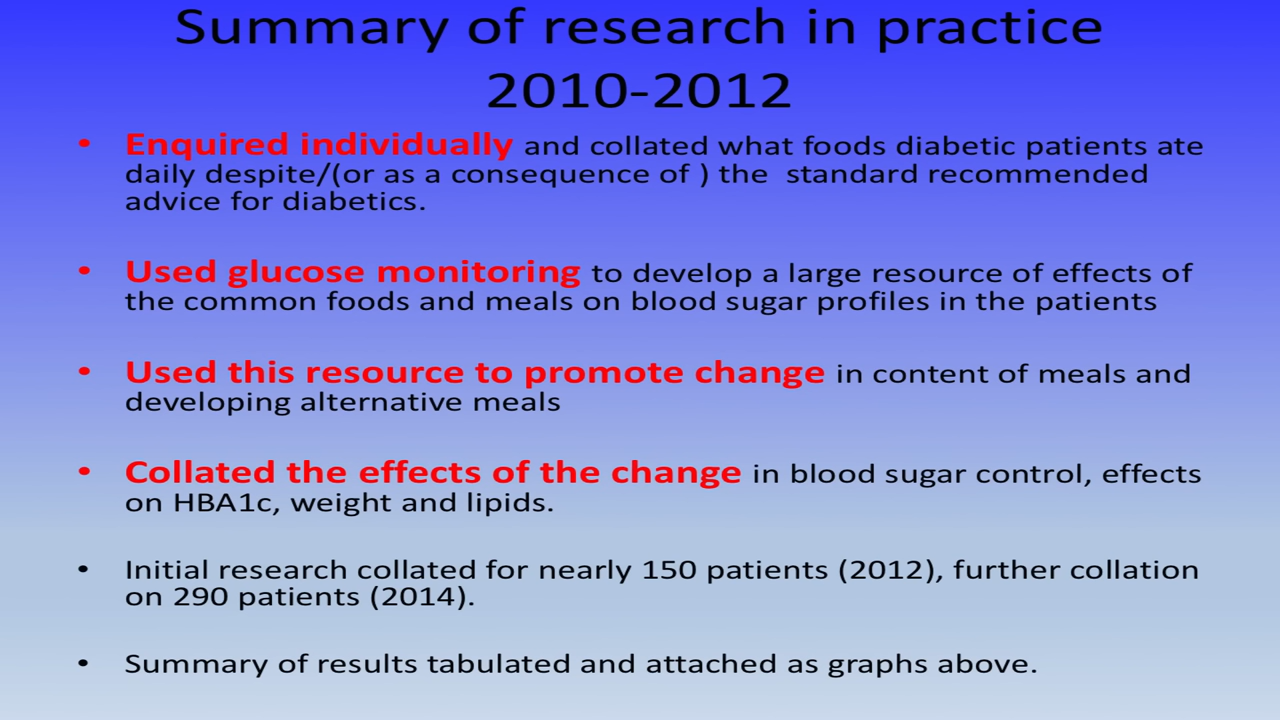 Summary of research in practice
2010-2012
• Enquired individually and collated what foods diabetic patients ate
daily despite/(or as a consequence of ) the standard recommended
advice for diabetics.
• Used glucose monitoring to develop a large resource of effects of
the common foods and meals on blood sugar profiles in the patients
• Used this resource to promote change in content of meals and
developing alternative meals
• Collated the effects of the change in blood sugar control, effects
on HBA1c, weight and lipids.
• Initial research collated for nearly 150 patients (2012), further collation
on 290 patients (2014).
• Summary of results tabulated and attached as graphs above.